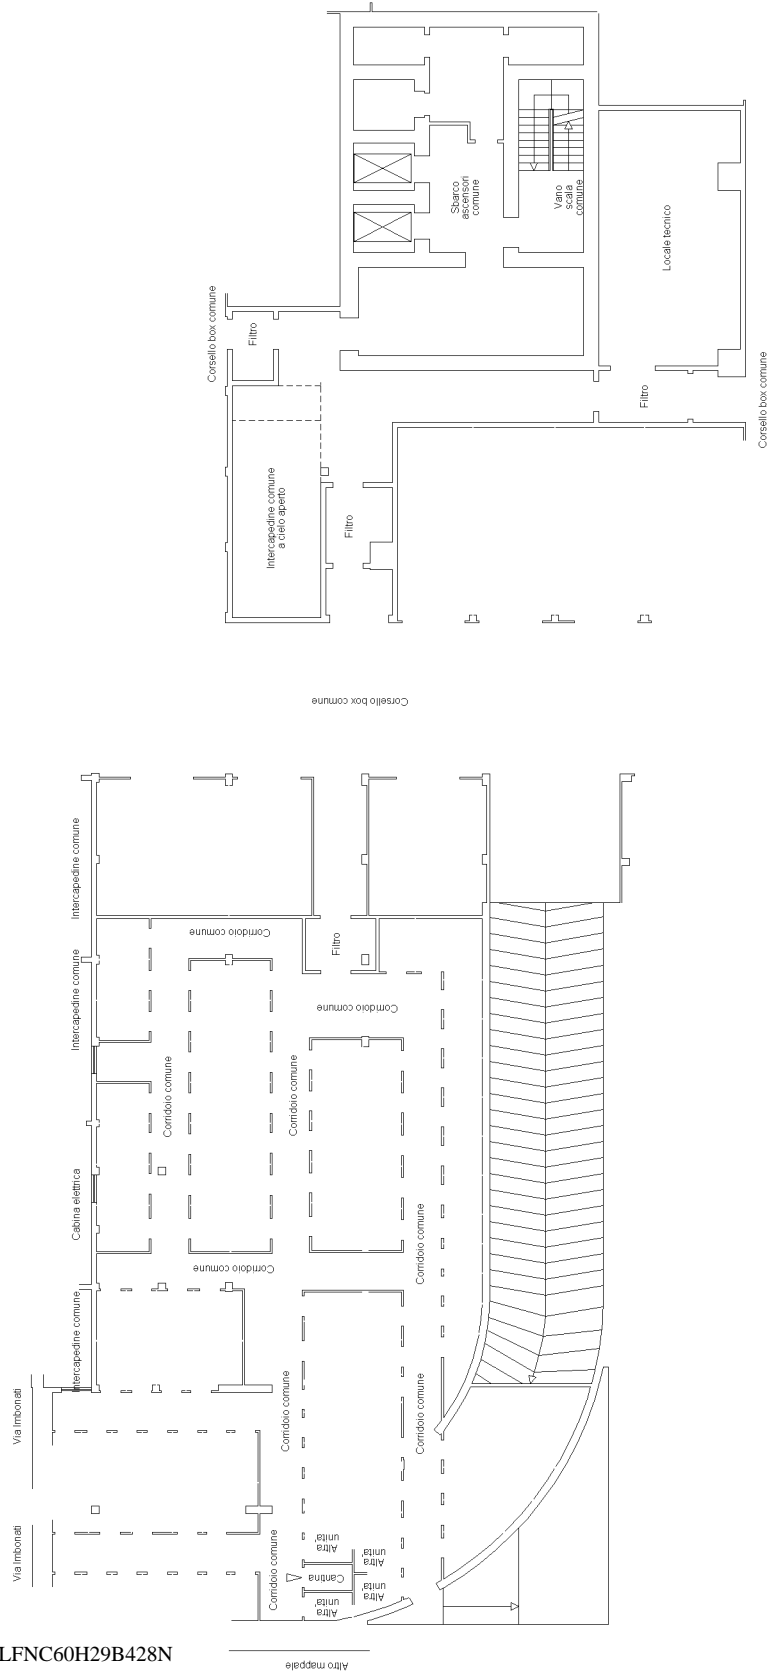 Sbarco
ascensori
comune
Vano
scala
comune
Locale tecnico
Corsello box comune
Filtro
Filtro
Corsello box comune
Intercapedine comune
a cielo aperto
Filtro
Corsello box comune
Intercapedine comune
Corridoio comune
Filtro
Intercapedine comune
Corridoio comune
Corridoio comune
Corridoio comune
Cabina elettrica
Corridoio comune
Corridoio comune
Intercapedine comune
Via Imbonati
Corridoio comune
Corridoio comune
Via Imbonati
Corridoio comune
Altra
unita'
Altra
unita'
Cantina
Altra
unita'
Altra
unita'
LFNC60H29B428N
Altro mappale